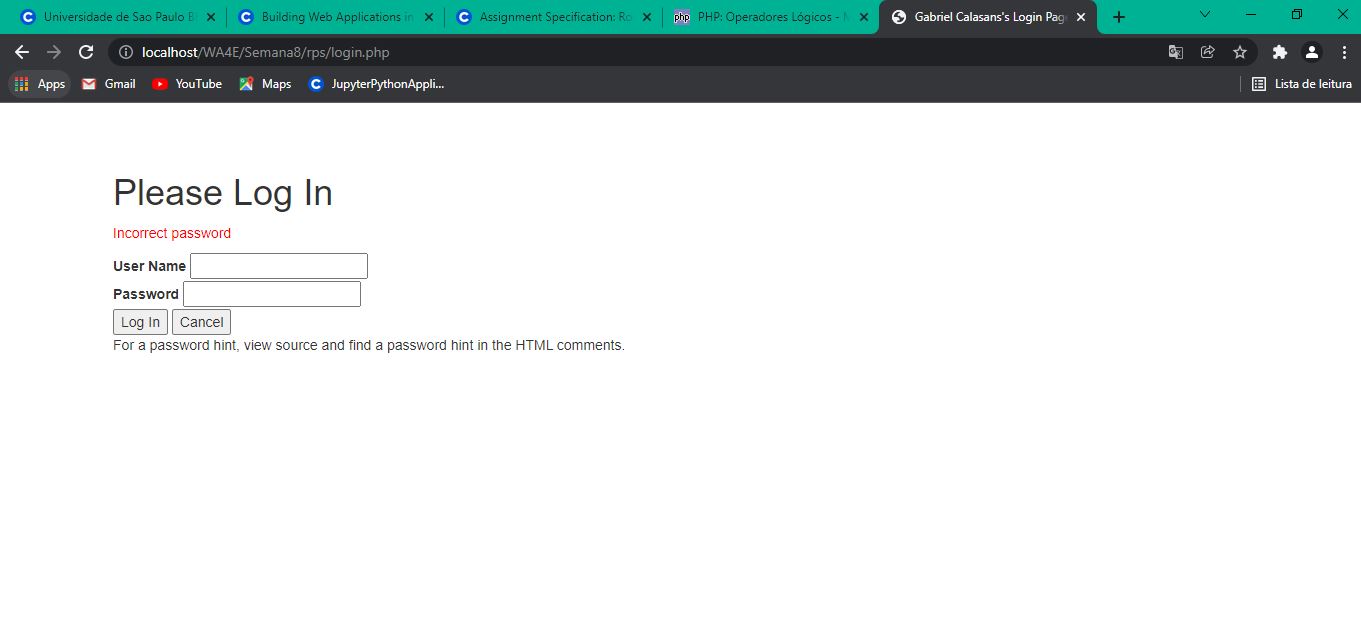 Universidade de Sao Paulo B
Building Web Applications in
Assignment Specification: Ro
php PHP: Operadores Lógicos - M
Gabriel Calasans's Login Pag
localhost/WA4E/Semana8/rps/login.php
Apps Gmail YouTube Maps JupyterPythonAppli... Lista de leitura
Please Log In
Incorrect password
User Name
Password
Log In Cancel
For a password hint, view source and find a password hint in the HTML comments.